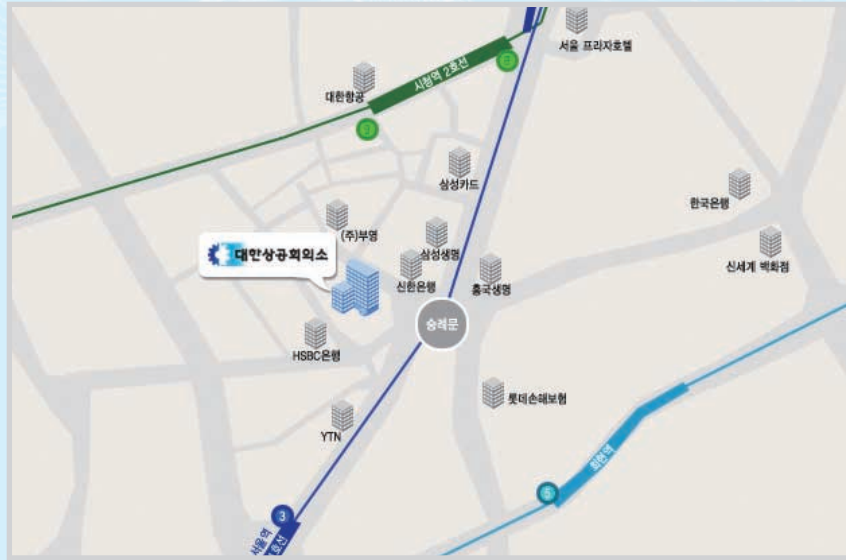 서울 프라자호텔
시청역 2호선
대한항공
삼성카드
한국은행
(주)부영
대한상공회의소
삼성생명
신세계 백화점
신한은행
흥국생명
숭례문
HSBC은행
롯데손해보험
YTN
회현역
5
3
서울역
호선